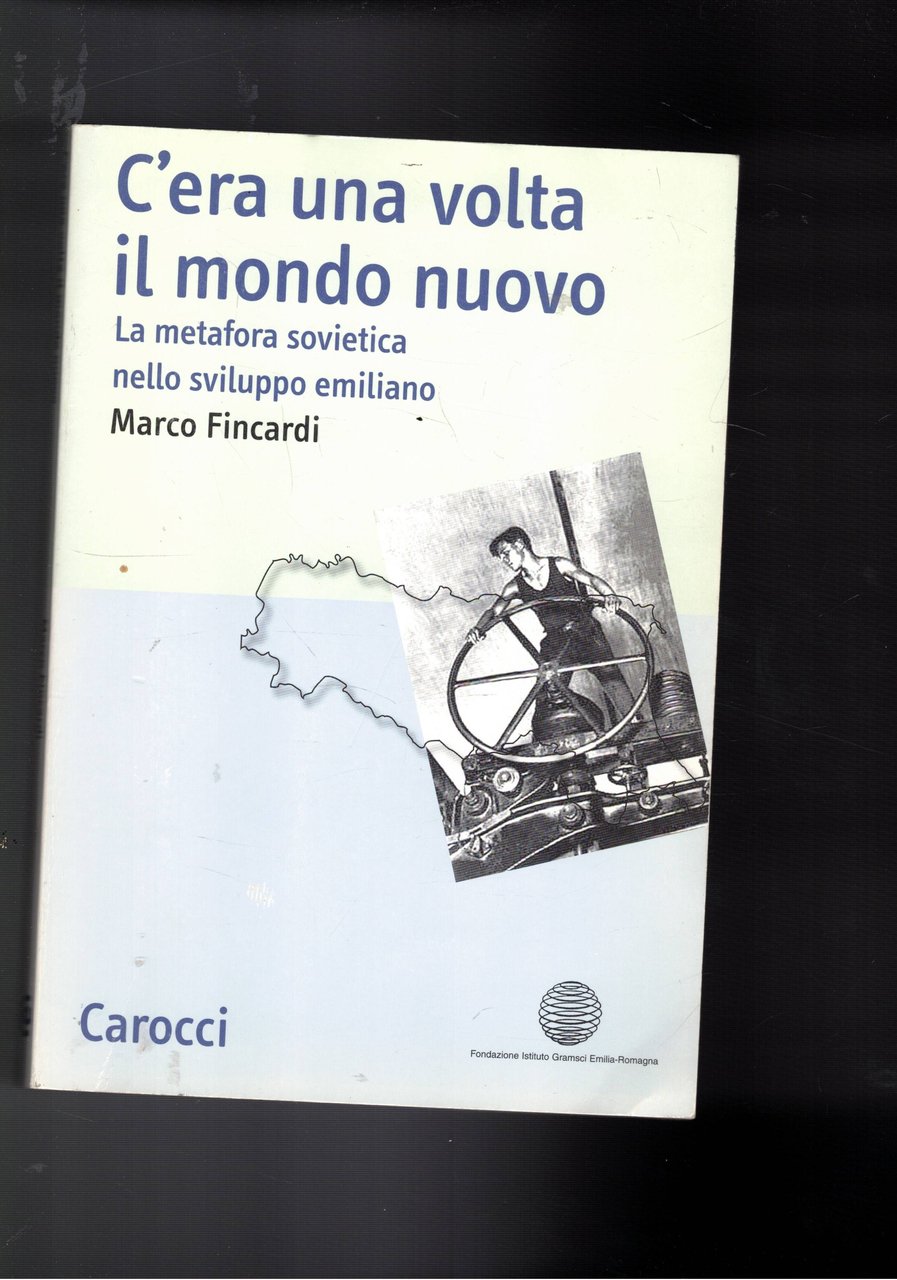 C'era una volta
il mondo nuovo
La metafora sovietica
nello sviluppo emiliano
Marco Fincardi
Carocci
Fondazione Istituto Gramsci Emilia-Romagna